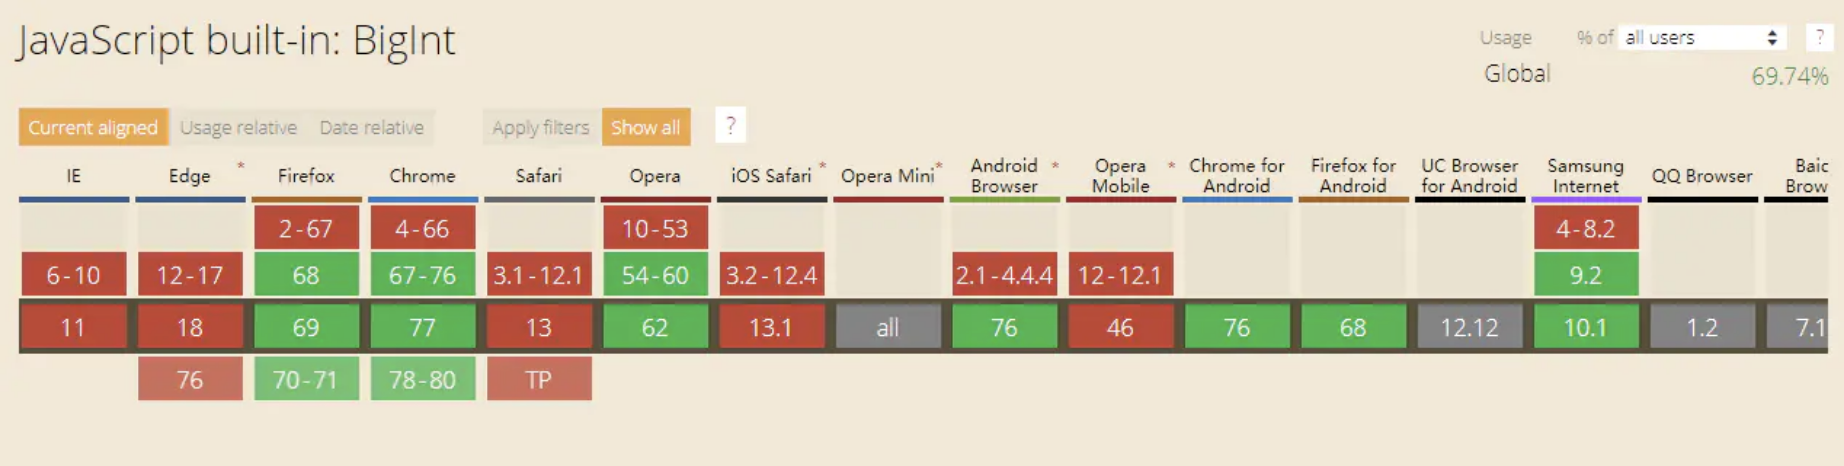 JavaScript built-in: BigInt
Usage % of all users ?
Global 69.74%
Current aligned Usage relative Date relative Apply filters Show all ?
IE Edge * Firefox Chrome Safari Opera iOS Safari * Opera Mini * Android Browser * Opera Mobile * Chrome for Android Firefox for Android UC Browser for Android Samsung Internet QQ Browser Baic Brow
2-67 4-66 10-53 4-8.2
6-10 12-17 68 67-76 3.1-12.1 54-60 3.2-12.4 2.1-4.4.4 12-12.1 9.2
11 18 69 77 13 62 13.1 all 76 46 76 68 12.12 10.1 1.2 7.1
76 70-71 78-80 TP